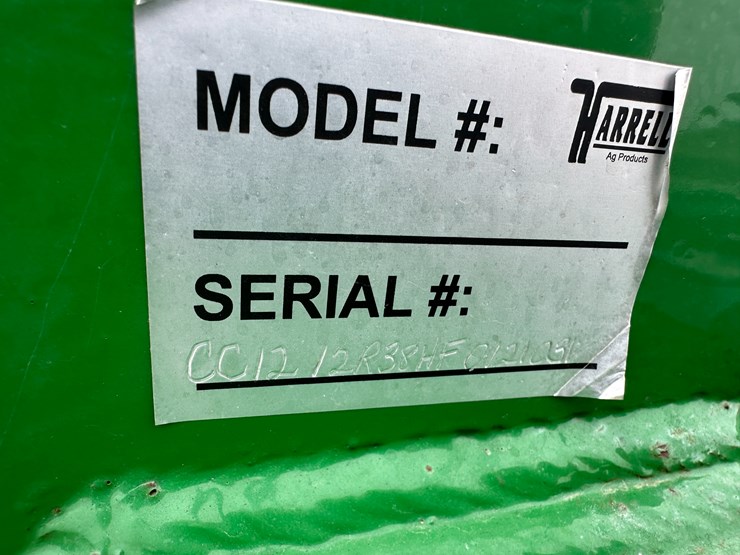 MODEL #:
HARRELL
Ag Products
SERIAL #:
CC12 12R38HF